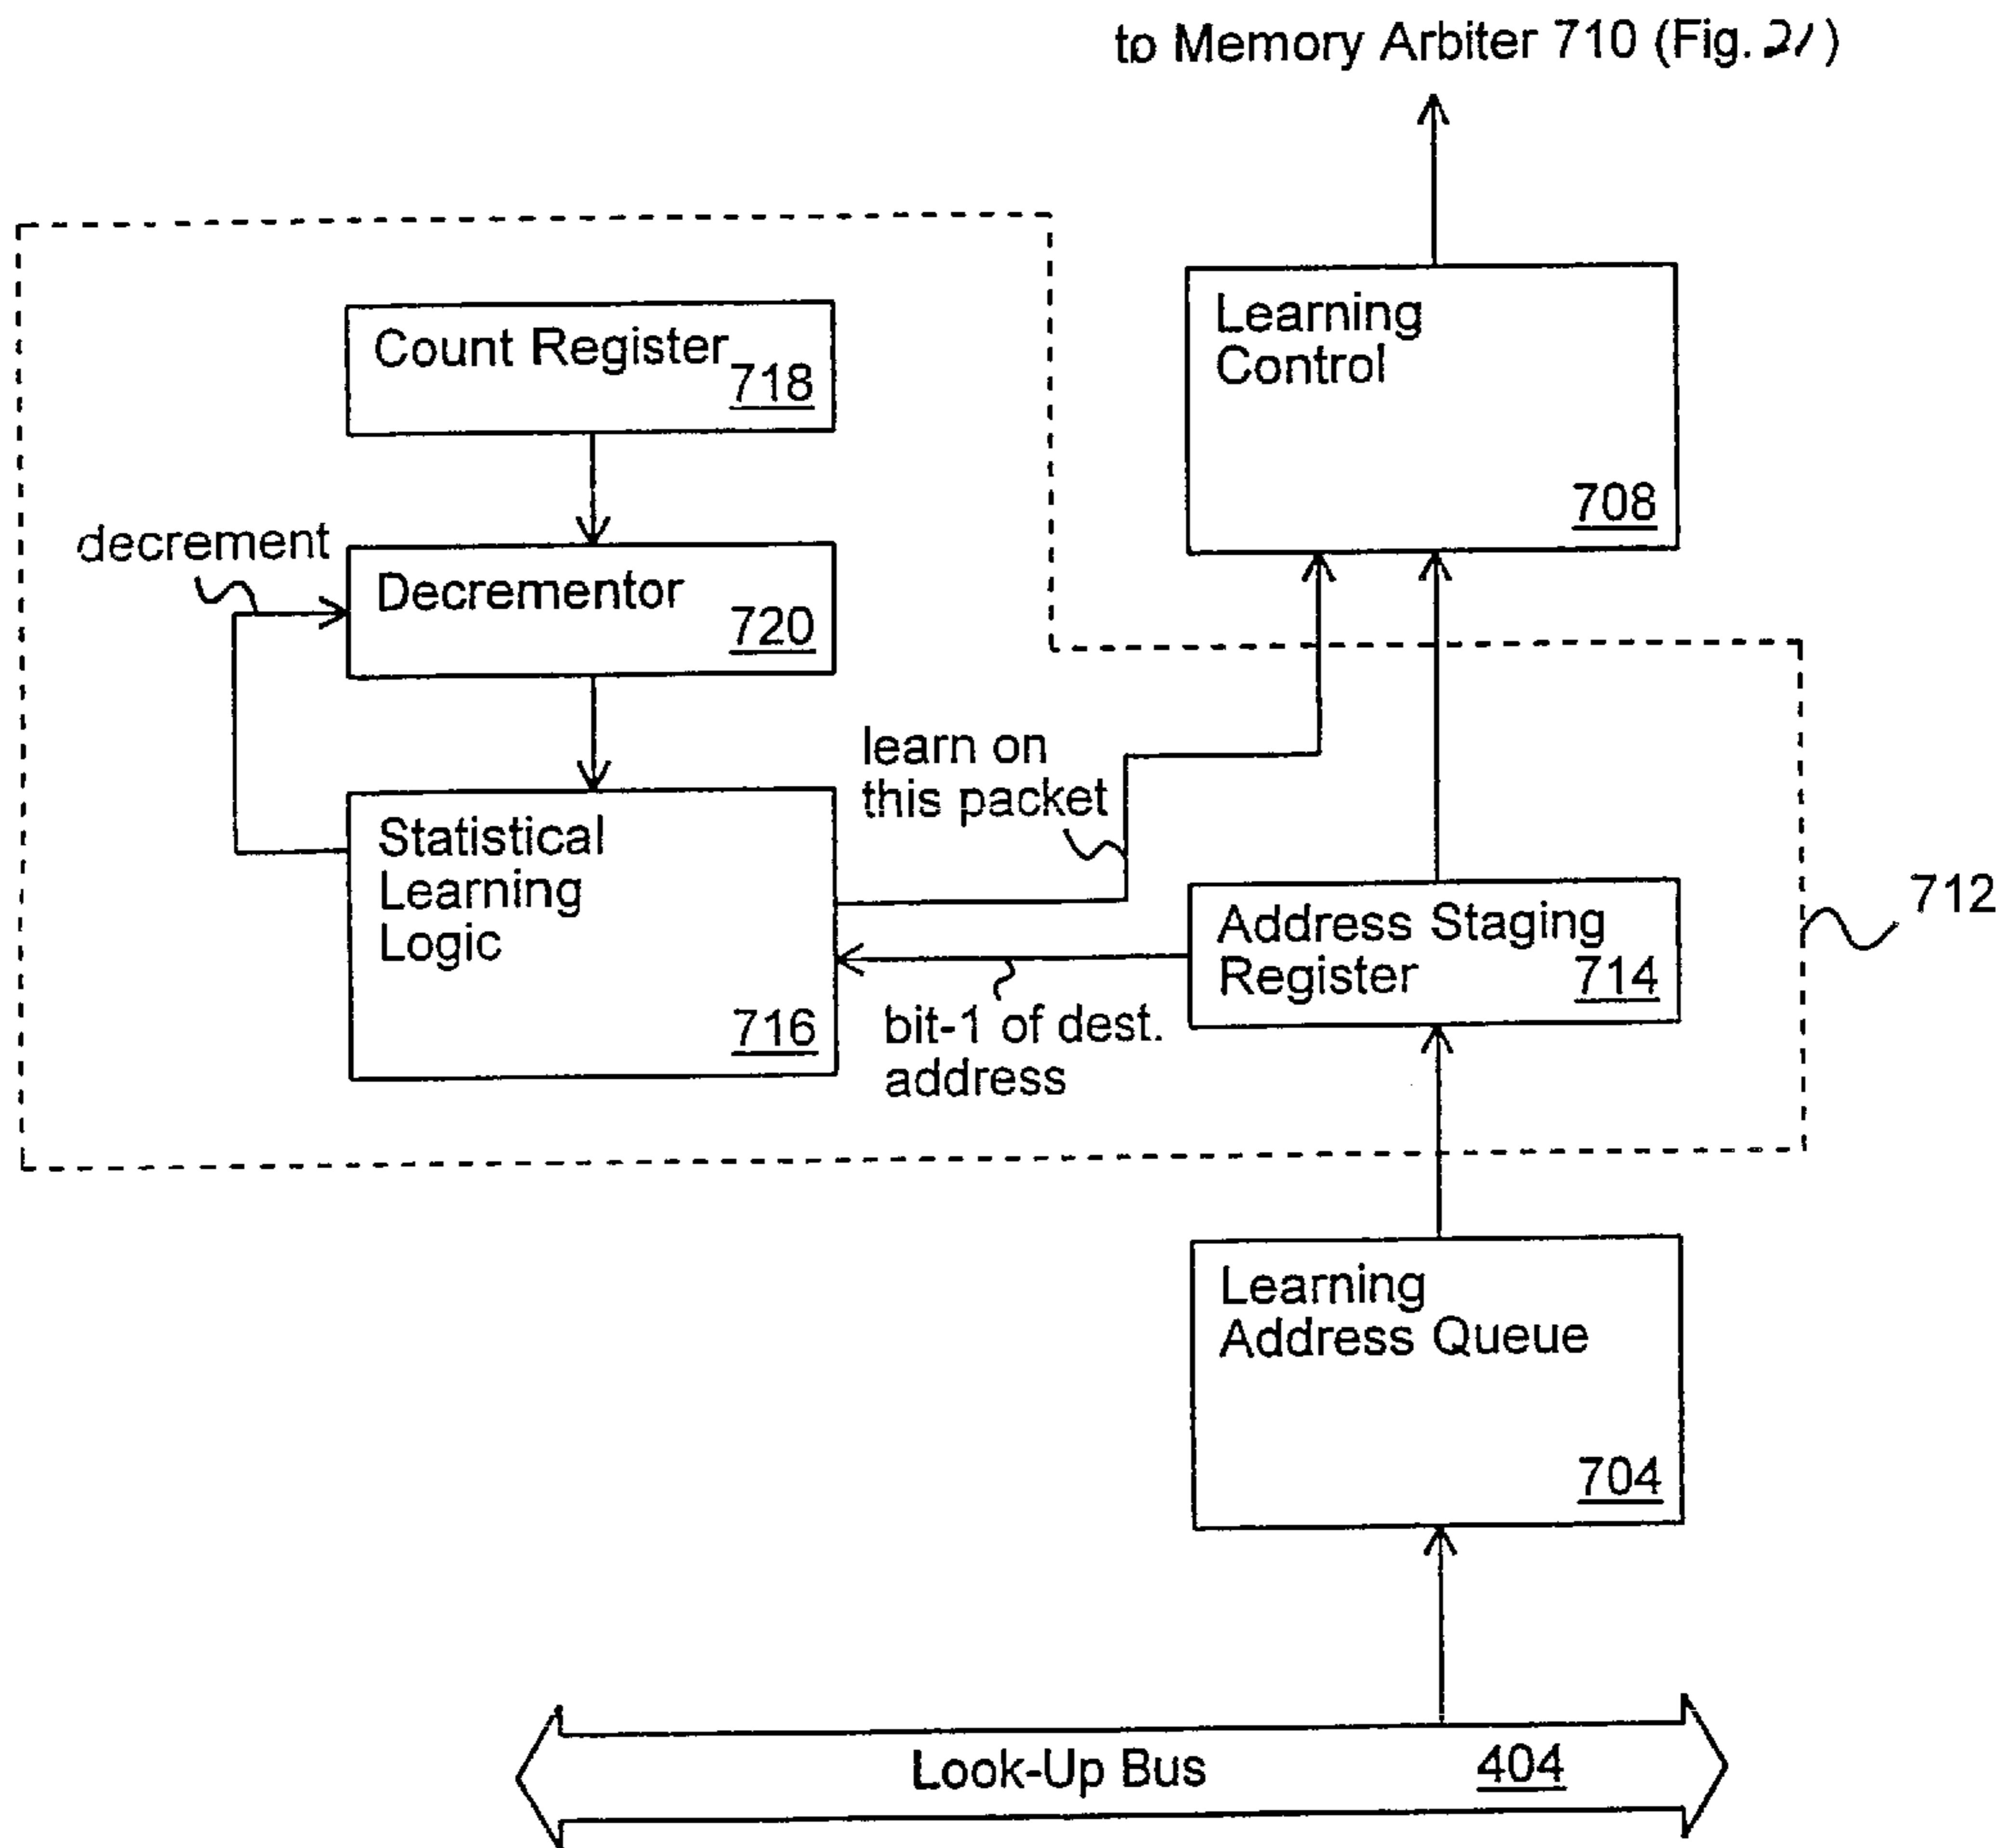 to Memory Arbiter 710 (Fig. 21)
Count Register
718
Learning
Control
708
decrement
Decrementor
720
learn on
this packet
Statistical
Learning
Logic
716
Address Staging
Register
714
712
bit-1 of dest.
address
Learning
Address Queue
704
Look-Up Bus 404